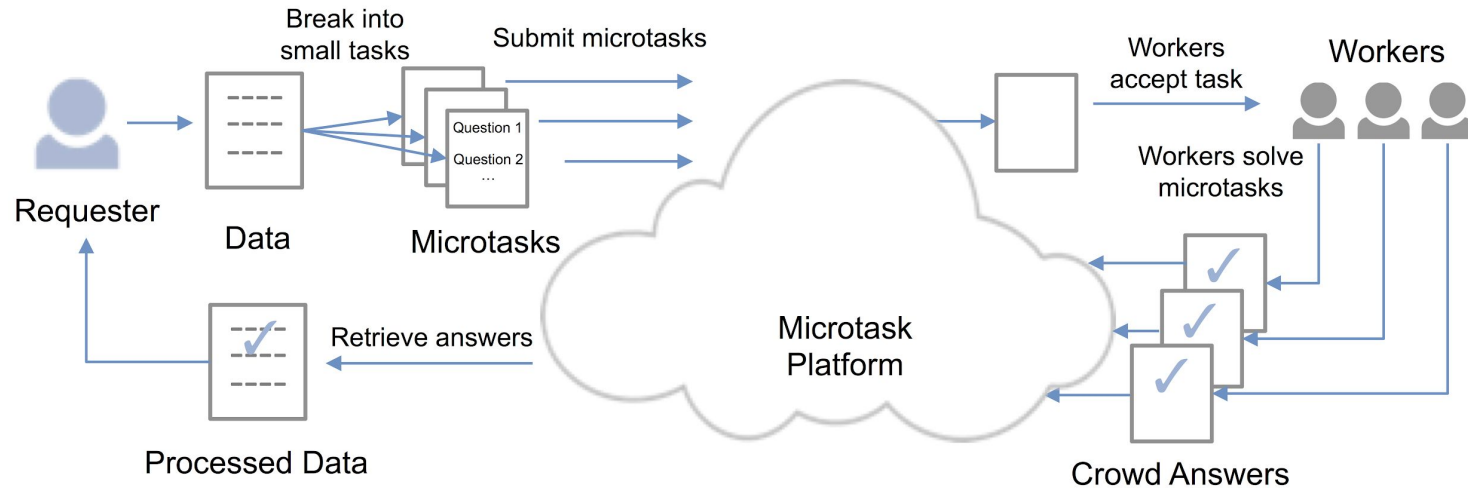 Break into
small tasks
Submit microtasks
Workers
accept task
Workers
Question 1
Question 2
...
Workers solve
microtasks
Requester
Data
Microtasks
Retrieve answers
Microtask
Platform
Processed Data
Crowd Answers